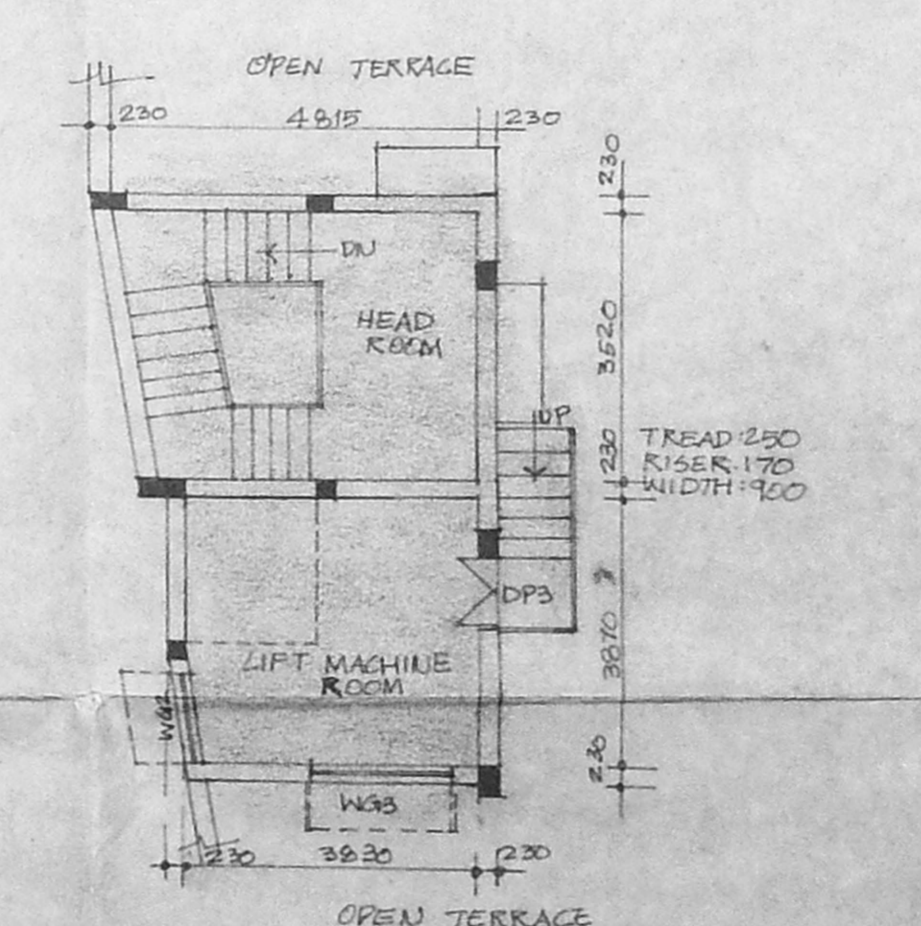 OPEN TERRACE
230
4815
230
230
DN
HEAD
ROOM
3520
UP
230
TREAD:250
RISER.170
WIDTH:900
DP3
3870
LIFT MACHINE
ROOM
WG2
230
WG3
230
3830
230
OPEN TERRACE